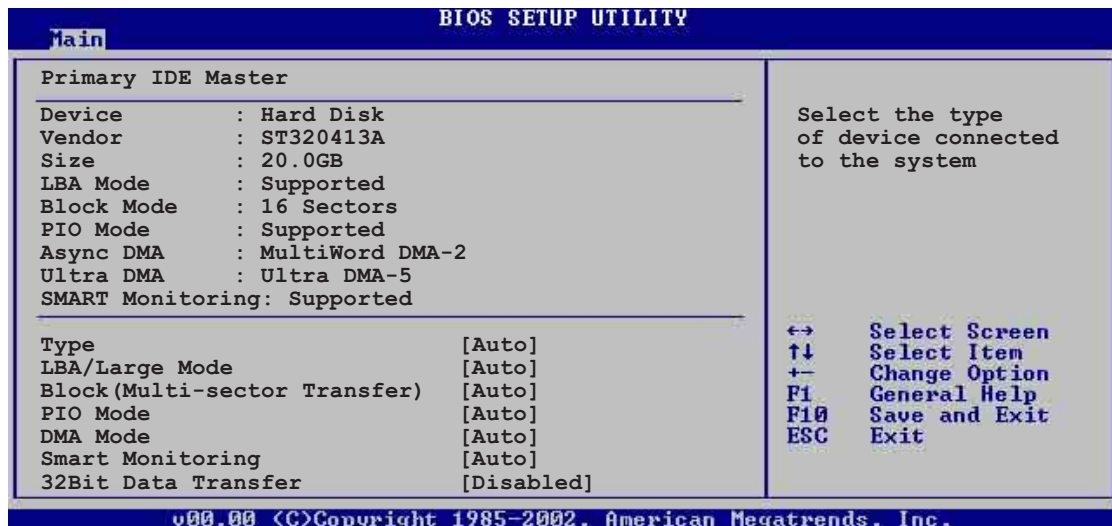 BIOS SETUP UTILITY
Main
Primary IDE Master
Device : Hard Disk
Vendor : ST320413A
Size : 20.0GB
LBA Mode : Supported
Block Mode : 16 Sectors
PIO Mode : Supported
Async DMA : MultiWord DMA-2
Ultra DMA : Ultra DMA-5
SMART Monitoring: Supported
Type [Auto]
LBA/Large Mode [Auto]
Block(Multi-sector Transfer) [Auto]
PIO Mode [Auto]
DMA Mode [Auto]
Smart Monitoring [Auto]
32Bit Data Transfer [Disabled]
Select the type
of device connected
to the system
←→ Select Screen
↑↓ Select Item
+- Change Option
F1 General Help
F10 Save and Exit
ESC Exit
v00.00 (C)Copyright 1985-2002, American Megatrends, Inc.